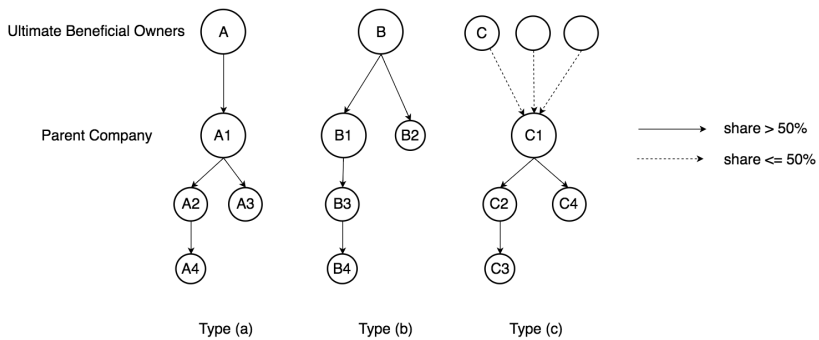 Ultimate Beneficial Owners A B C
Parent Company A1 B1 B2 C1
share > 50%
share <= 50%
A2 A3 B3 C2 C4
A4 B4 C3
Type (a) Type (b) Type (c)